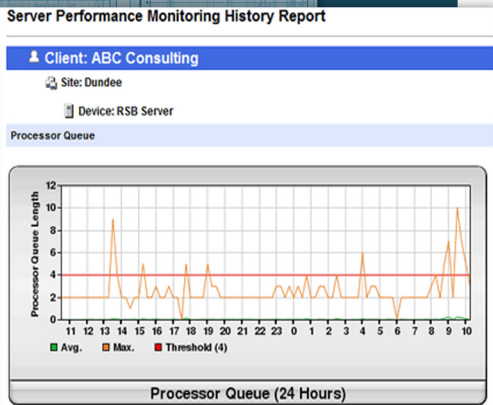 Server Performance Monitoring History Report
Client: ABC Consulting
Site: Dundee
Device: RSB Server
Processor Queue
Processor Queue Length
12
10
8
6
4
2
0
11 12 13 14 15 16 17 18 19 20 21 22 23 0 1 2 3 4 5 6 7 8 9 10
Avg. Max. Threshold (4)
Processor Queue (24 Hours)